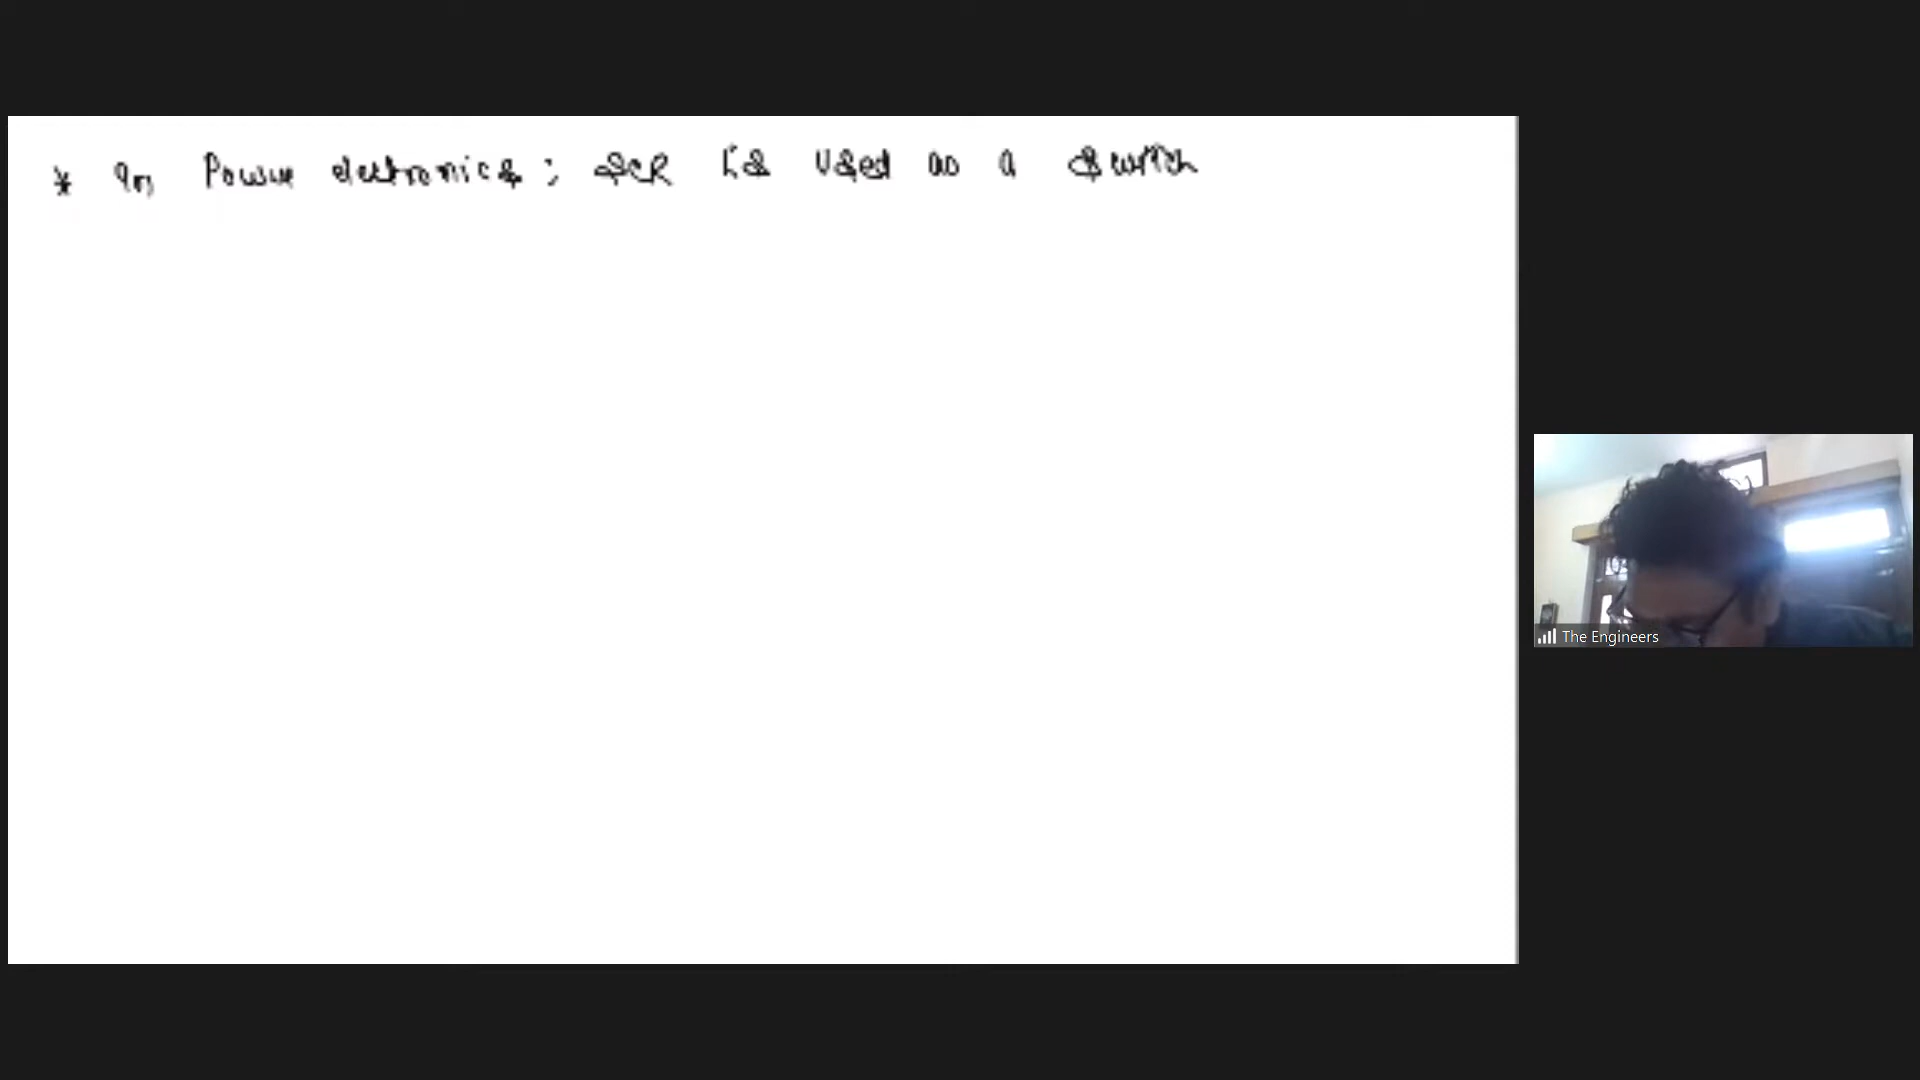 * In Power electronics; SCR is used as a switch
The Engineers